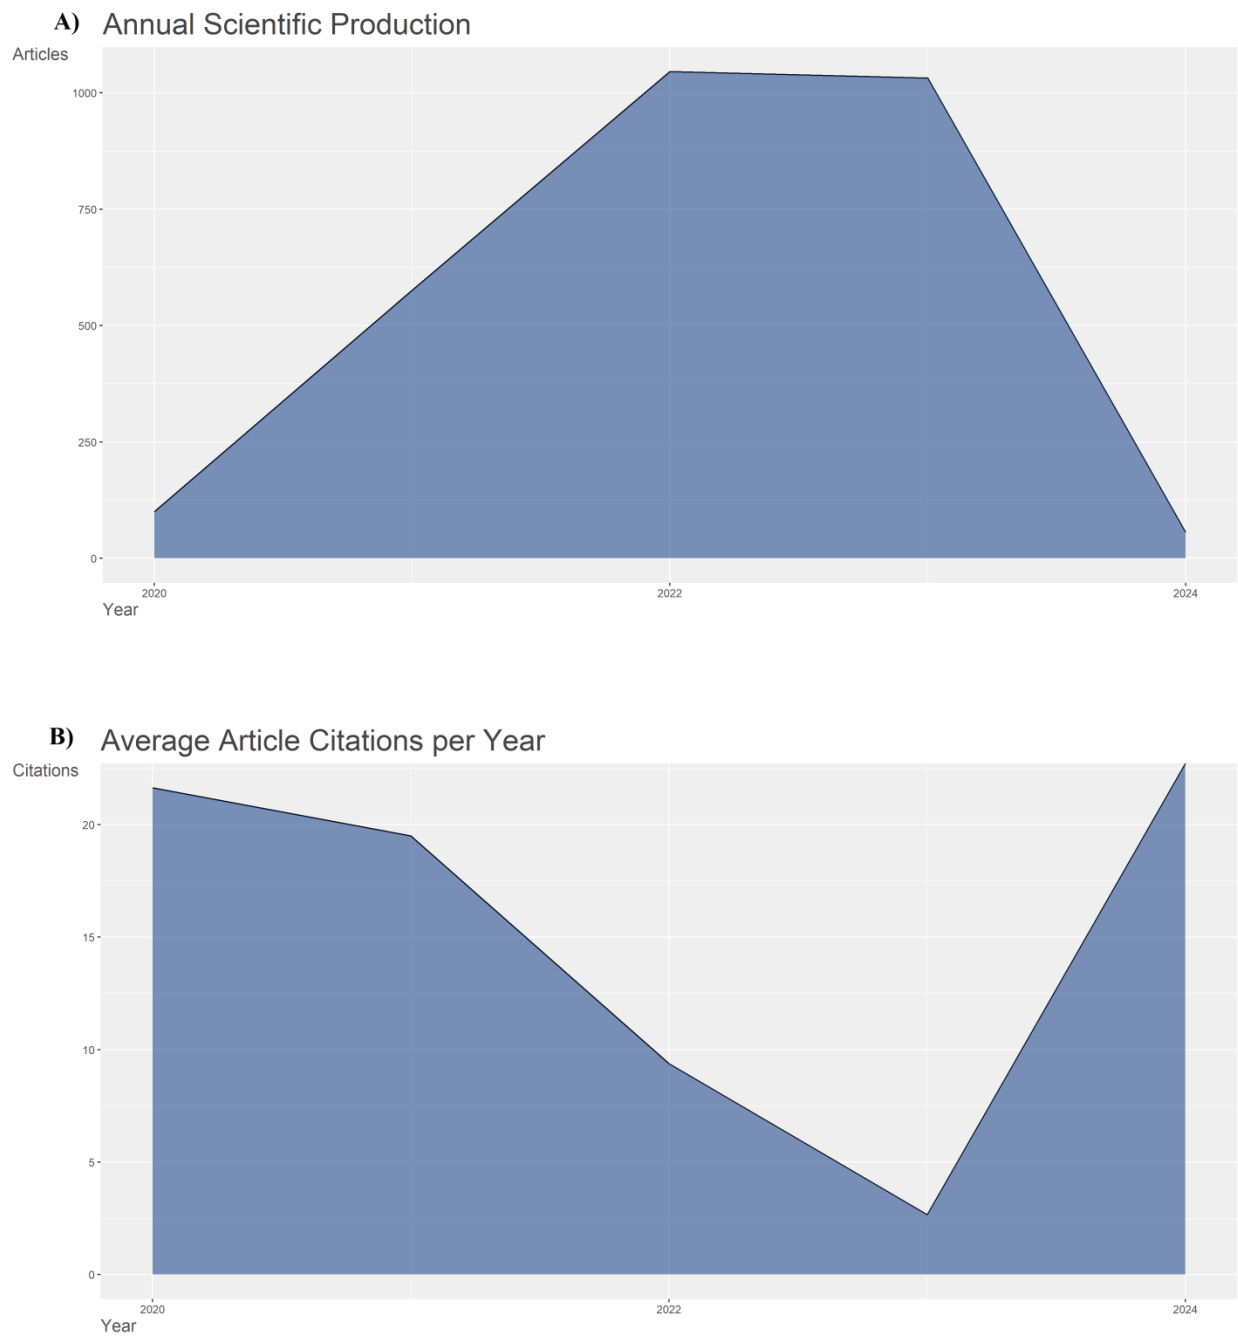 A) Annual Scientific Production
Articles
1000
750
500
250
0
2020 2022 2024
Year
B) Average Article Citations per Year
Citations
20
15
10
5
0
2020 2022 2024
Year